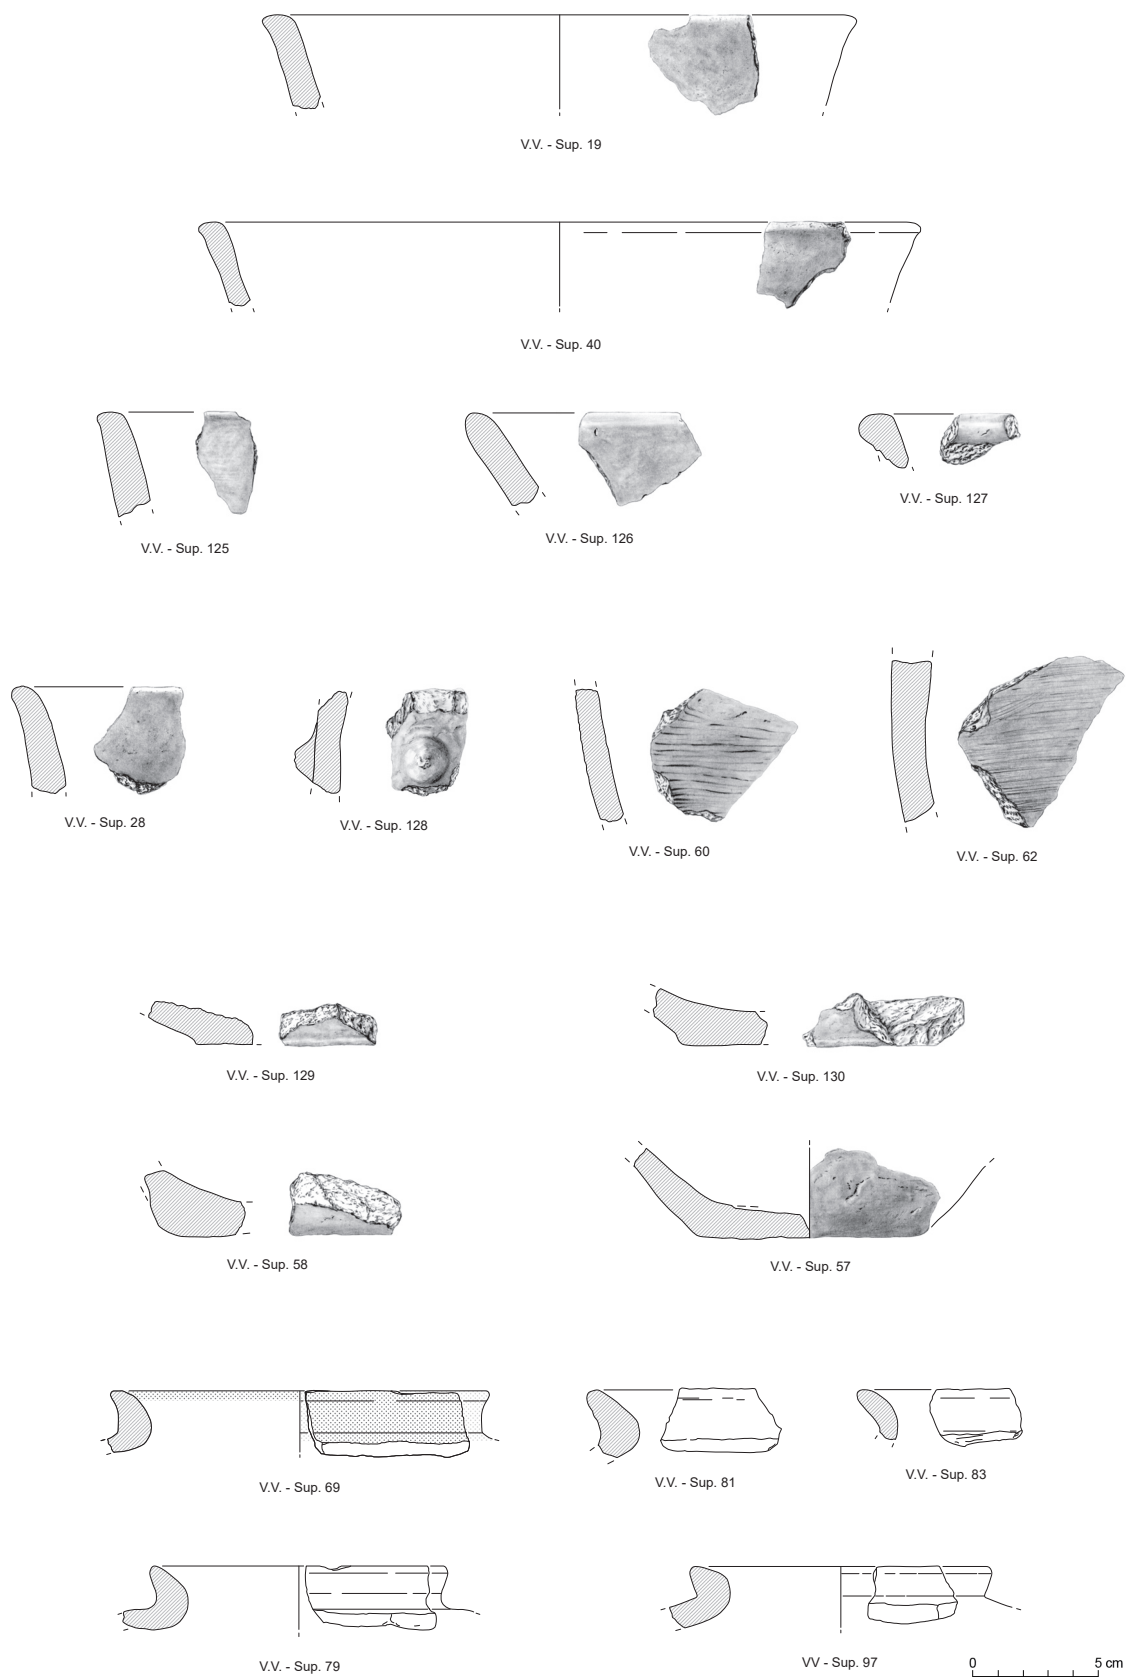 V.V. - Sup. 19
V.V. - Sup. 40
V.V. - Sup. 125
V.V. - Sup. 126
V.V. - Sup. 127
V.V. - Sup. 28
V.V. - Sup. 128
V.V. - Sup. 60
V.V. - Sup. 62
V.V. - Sup. 129
V.V. - Sup. 130
V.V. - Sup. 58
V.V. - Sup. 57
V.V. - Sup. 69
V.V. - Sup. 81
V.V. - Sup. 83
V.V. - Sup. 79
VV - Sup. 97
0 5 cm